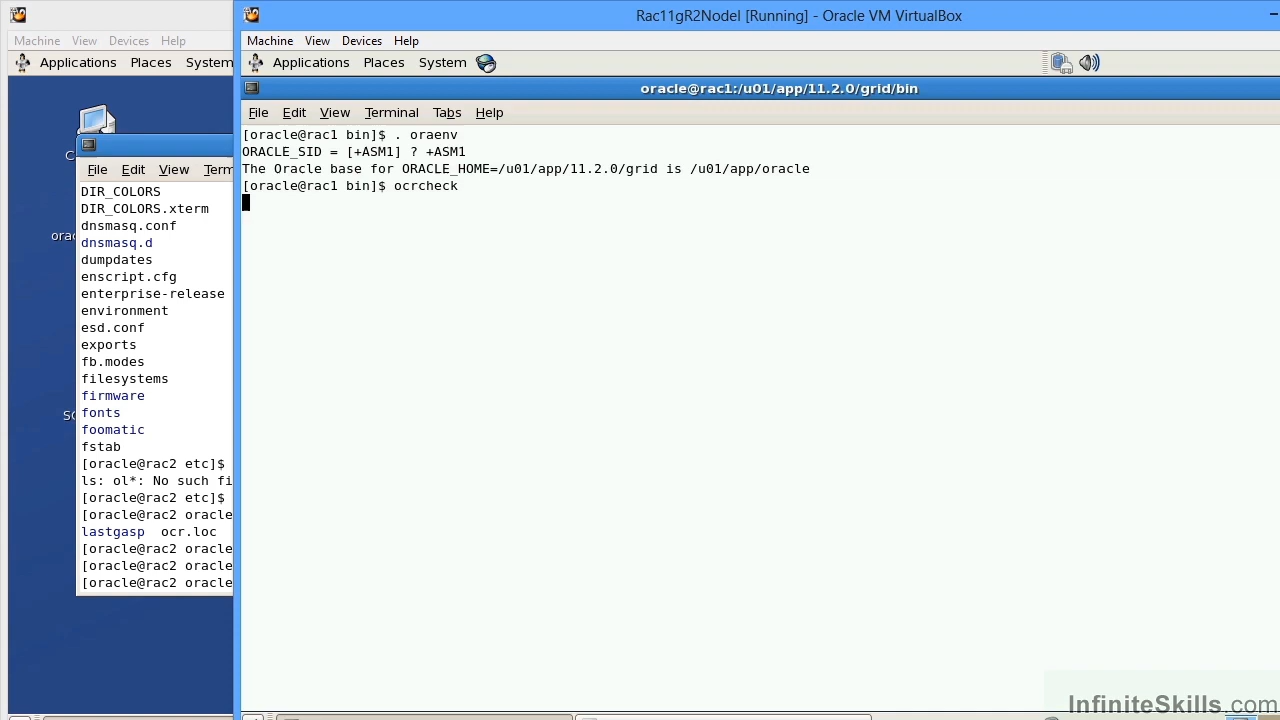 Machine View Devices Help
Applications Places System
C
orac
SC
File Edit View Term
DIR_COLORS
DIR_COLORS.xterm
dnsmasq.conf
dnsmasq.d
dumpdates
enscript.cfg
enterprise-release
environment
esd.conf
exports
fb.modes
filesystems
firmware
fonts
foomatic
fstab
[oracle@rac2 etc]$
ls: ol*: No such fi
[oracle@rac2 etc]$
[oracle@rac2 oracle
lastgasp ocr.loc
[oracle@rac2 oracle
[oracle@rac2 oracle
[oracle@rac2 oracle
Rac11gR2Nodel [Running] - Oracle VM VirtualBox
Machine View Devices Help
Applications Places System
oracle@rac1:/u01/app/11.2.0/grid/bin
File Edit View Terminal Tabs Help
[oracle@rac1 bin]$ . oraenv
ORACLE_SID = [+ASM1] ? +ASM1
The Oracle base for ORACLE_HOME=/u01/app/11.2.0/grid is /u01/app/oracle
[oracle@rac1 bin]$ ocrcheck
InfiniteSkills.com